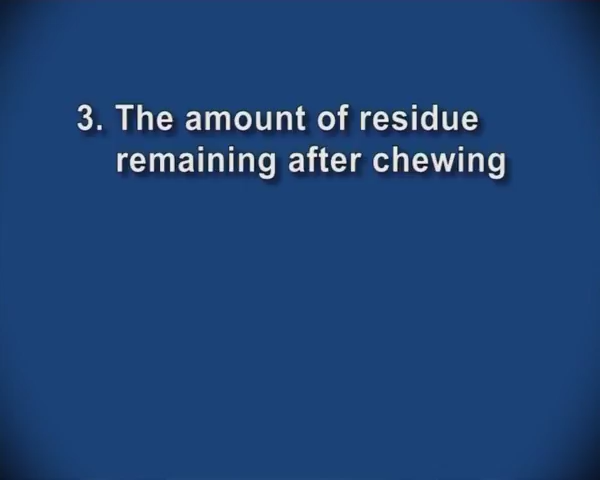 3. The amount of residue
remaining after chewing